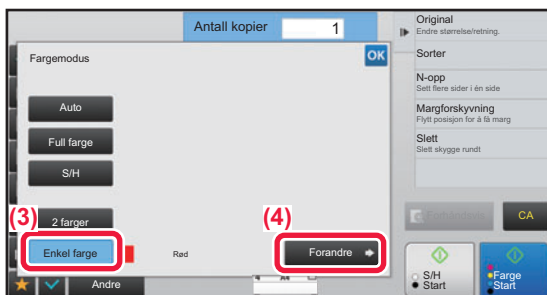 Antall kopier 1
Fargemodus
OK
Auto
Full farge
S/H
(3)
2 farger
(4)
Enkel farge
Rød
Forandre
Andre
Original
Endre størrelse/retning.
Sorter
N-opp
Sett flere sider i én side
Margforskyvning
Flytt posisjon for å få marg
Slett
Slett skygge rundt
CA
S/H
Start
Farge
Start